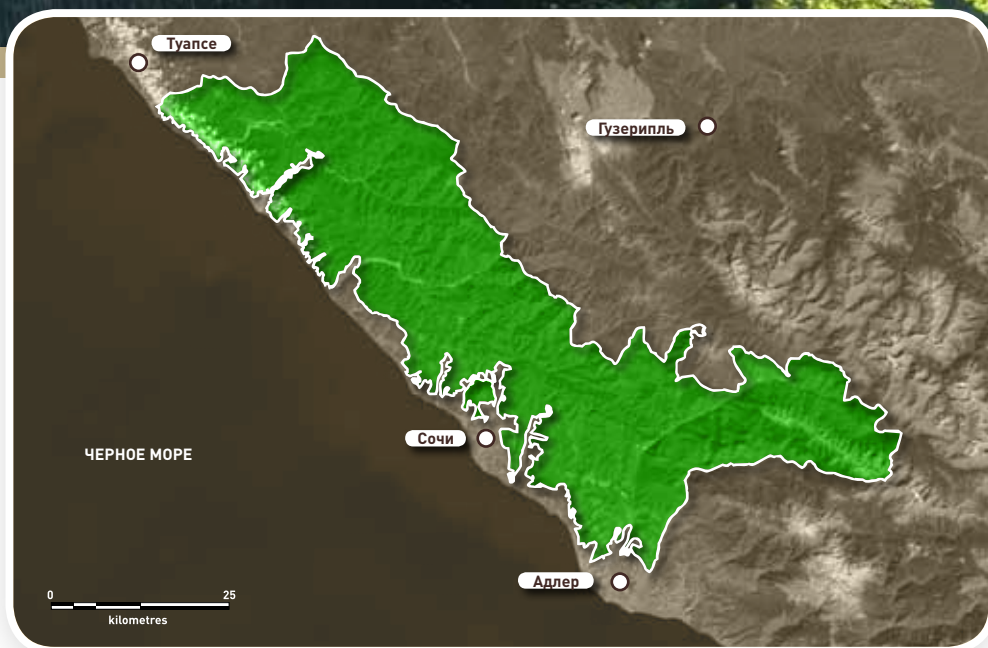 Туапсе
Гузерипль
Сочи
ЧЕРНОЕ МОРЕ
Адлер
0 25
kilometres